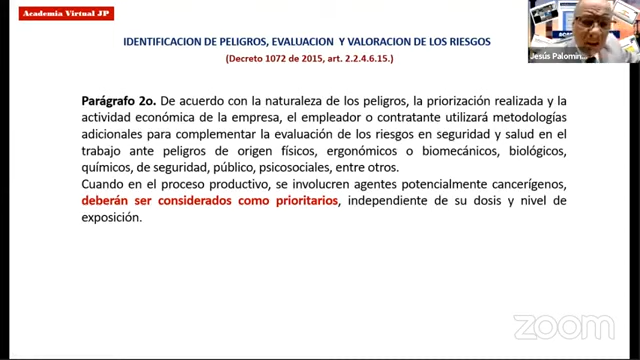 Academia Virtual JP
IDENTIFICACION DE PELIGROS, EVALUACION Y VALORACION DE LOS RIESGOS
(Decreto 1072 de 2015, art. 2.2.4.6.15.)
Jesús Palomin...
Parágrafo 2o. De acuerdo con la naturaleza de los peligros, la priorización realizada y la
actividad económica de la empresa, el empleador o contratante utilizará metodologías
adicionales para complementar la evaluación de los riesgos en seguridad y salud en el
trabajo ante peligros de origen físicos, ergonómicos o biomecánicos, biológicos,
químicos, de seguridad, público, psicosociales, entre otros.
Cuando en el proceso productivo, se involucren agentes potencialmente cancerígenos,
deberán ser considerados como prioritarios, independiente de su dosis y nivel de
exposición.
zoom